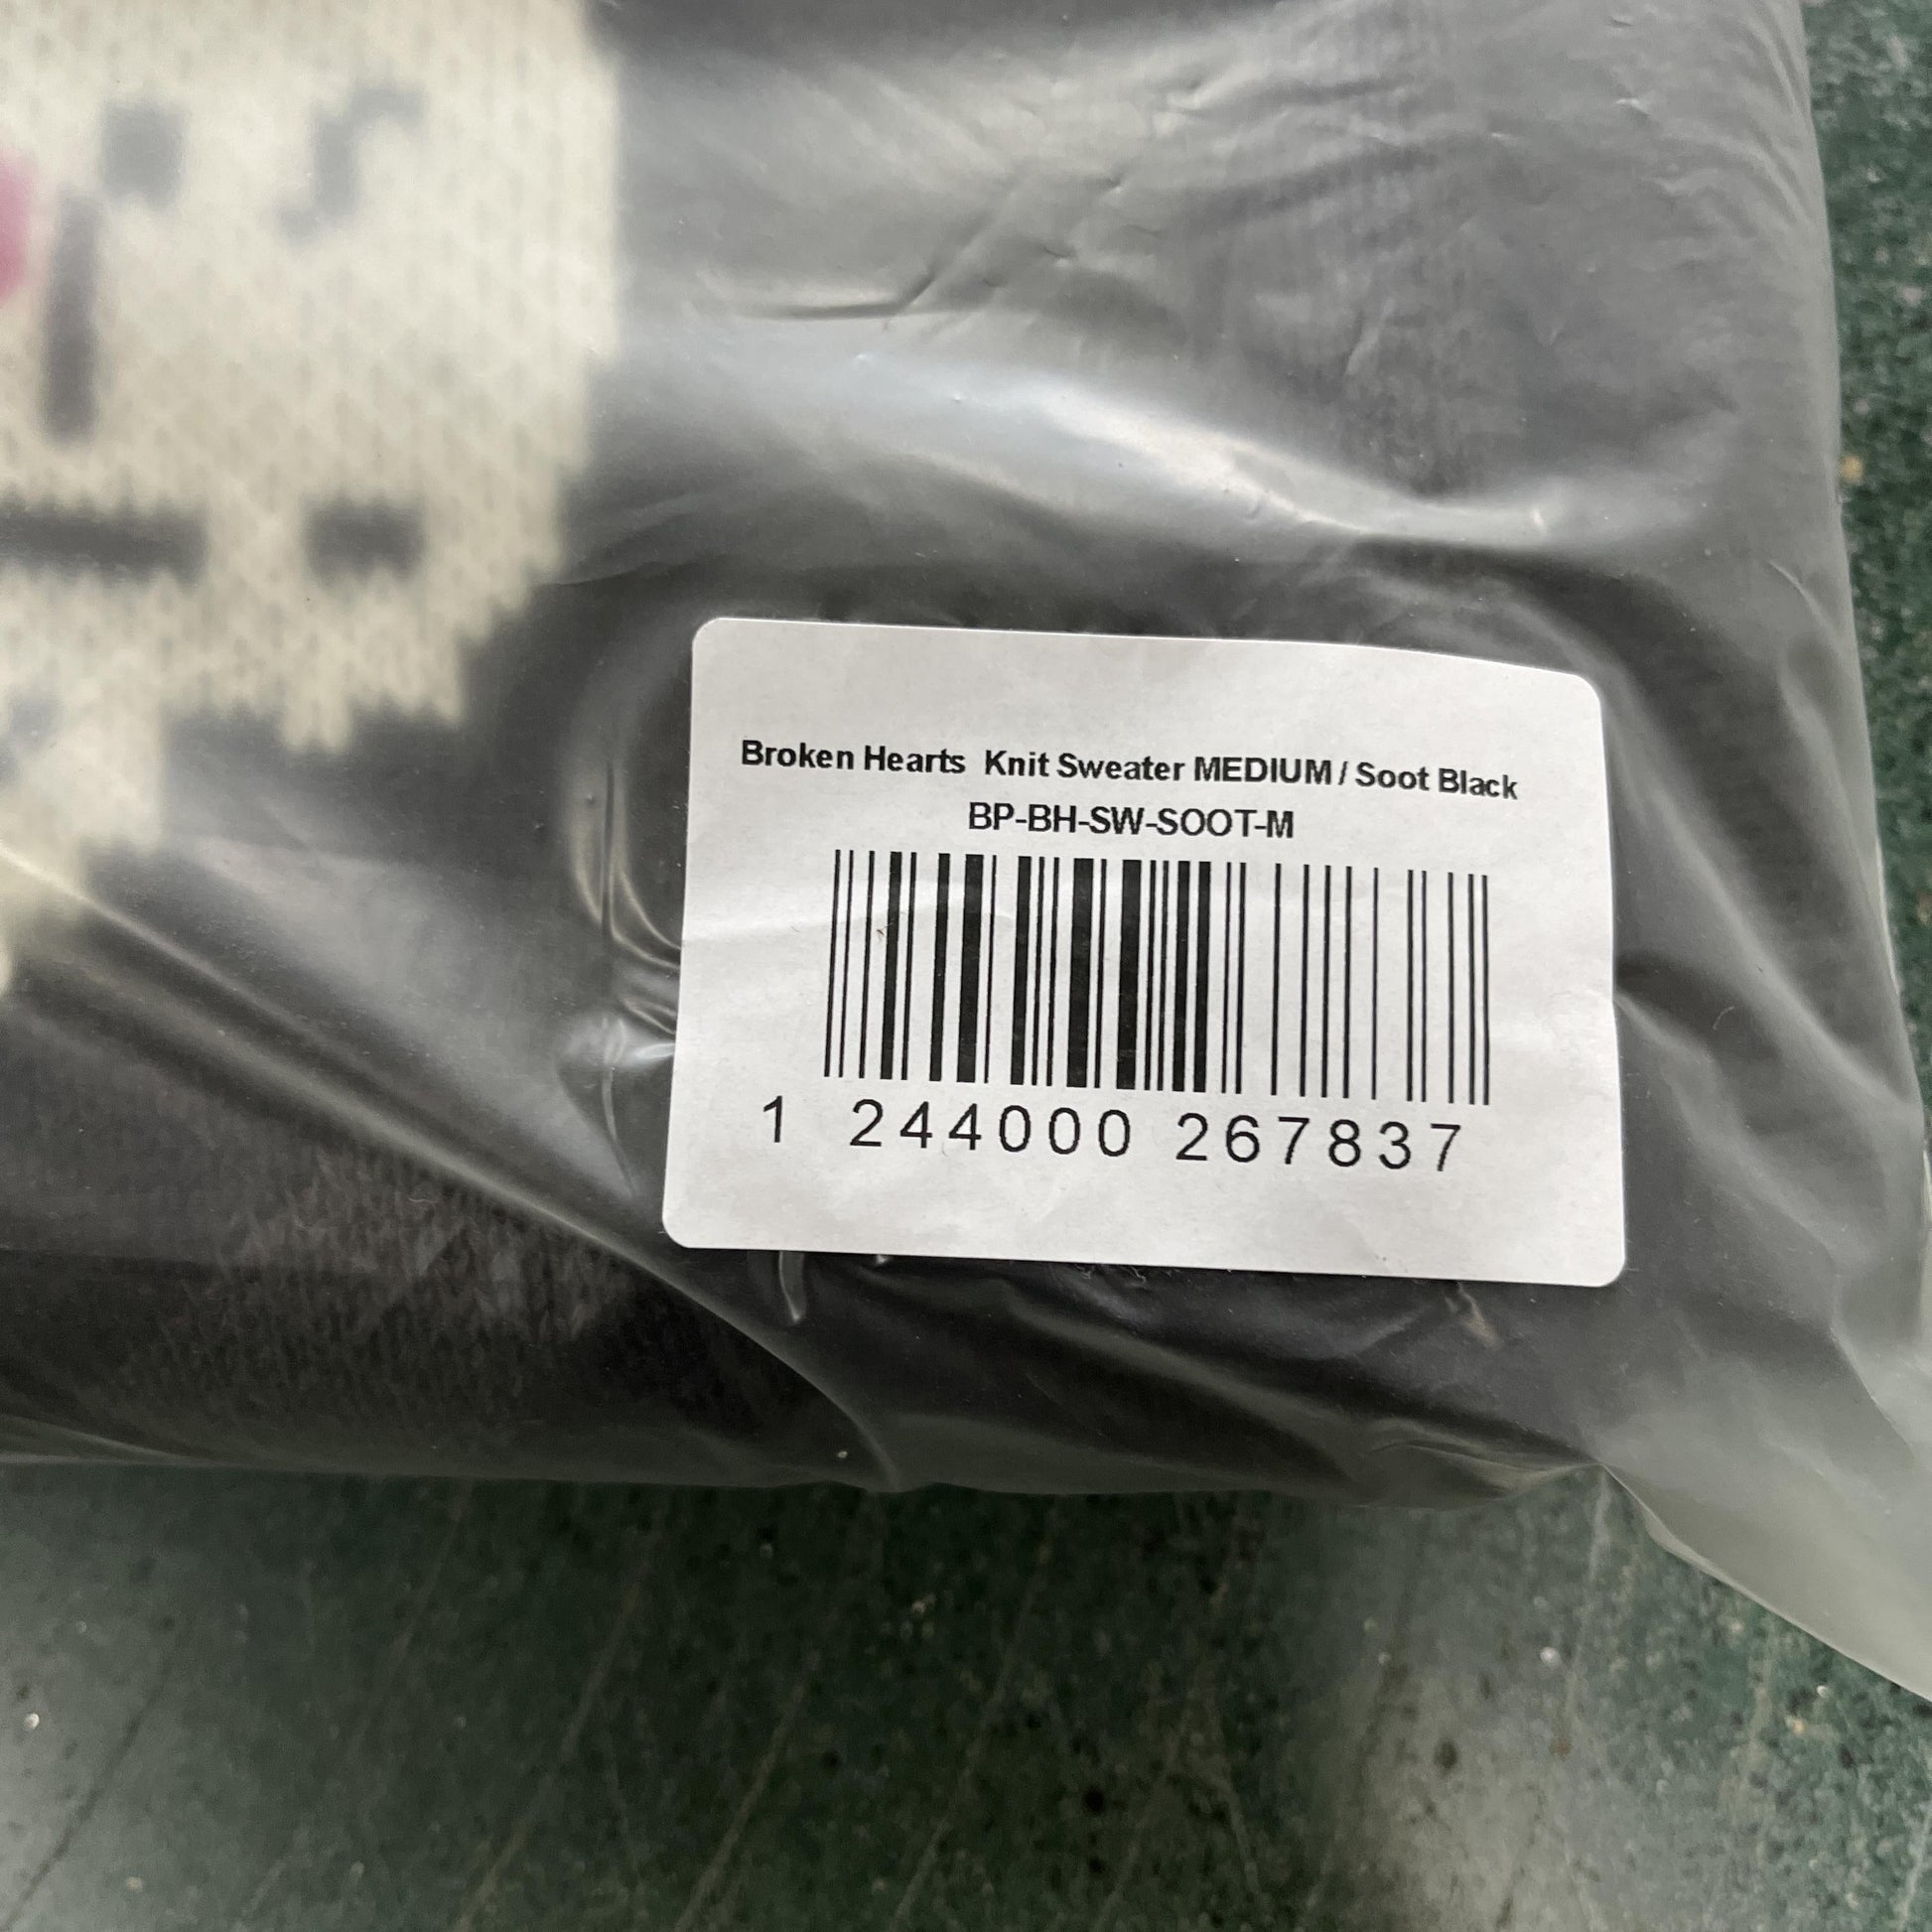 Broken Hearts  Knit Sweater MEDIUM / Soot Black
BP-BH-SW-SOOT-M
1 244000 267837